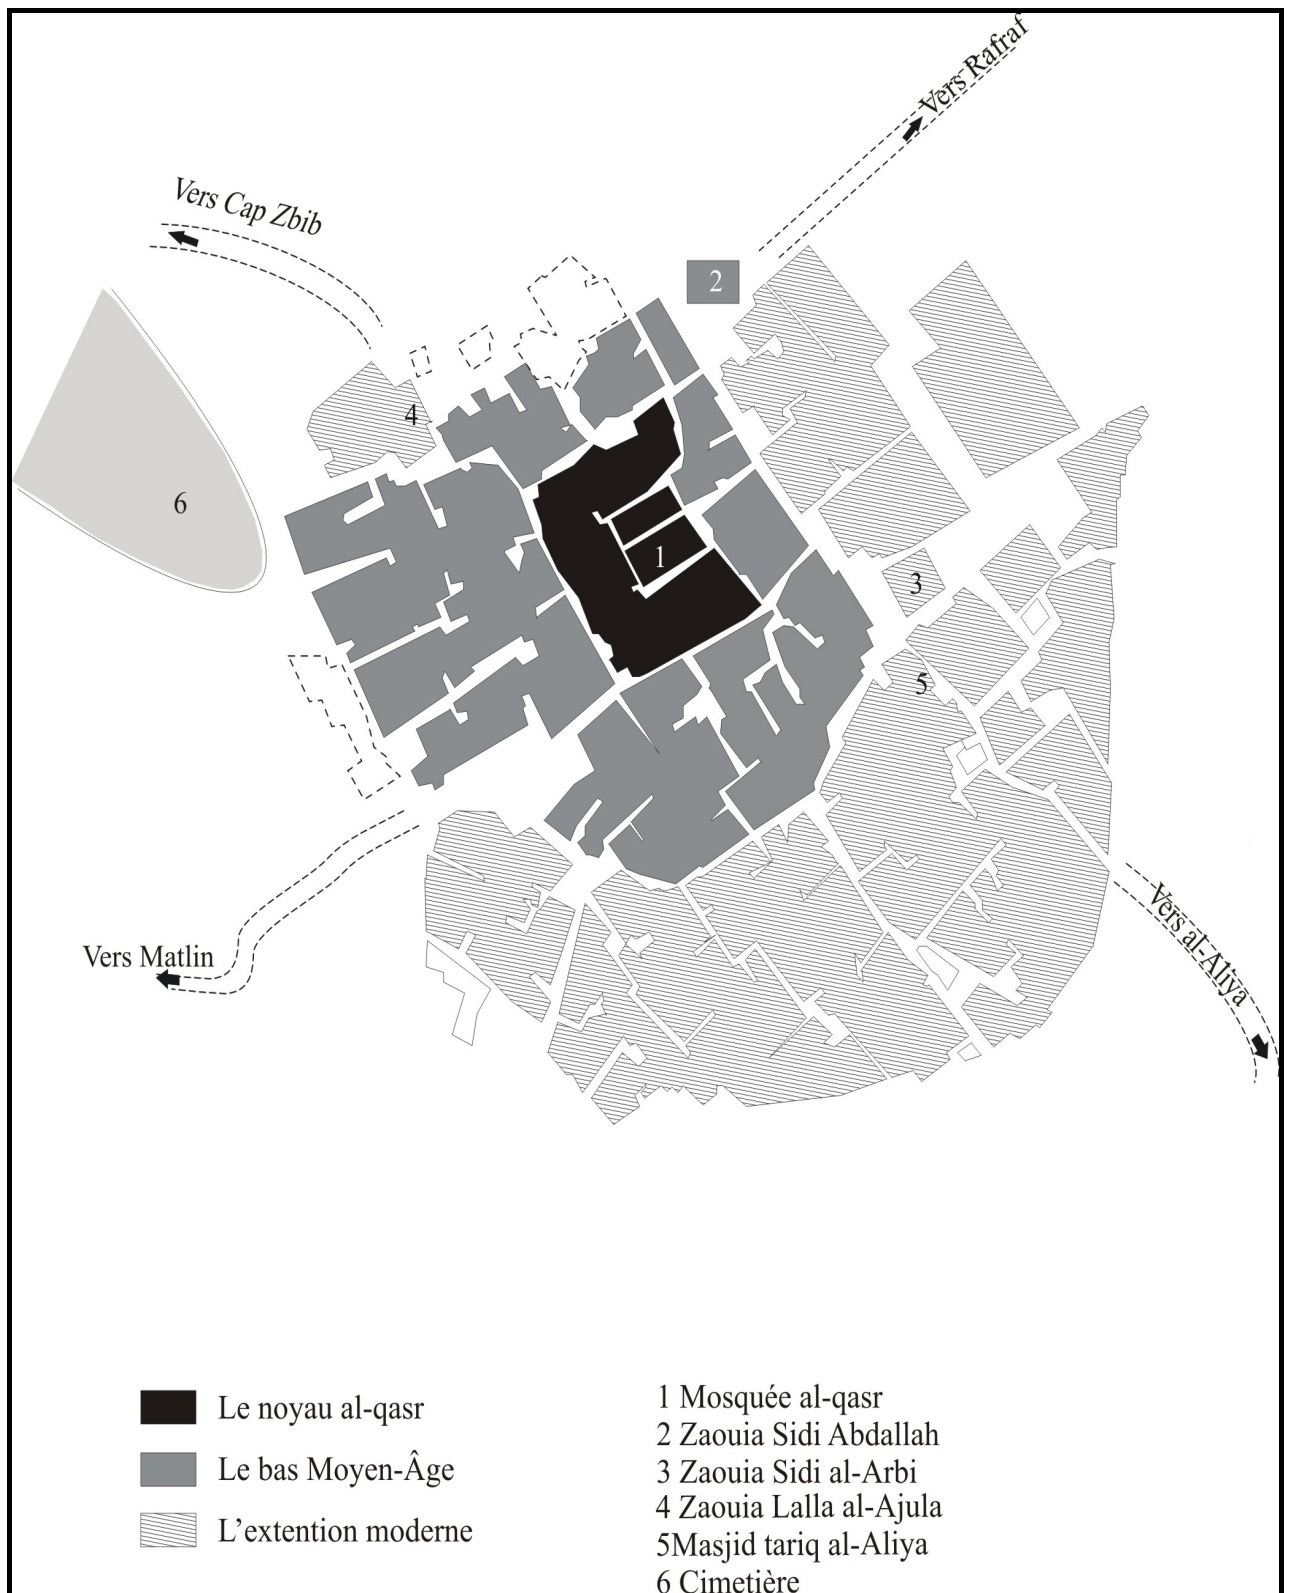 Vers Rafraf
Vers Cap Zbib
2
4
6
1
3
5
Vers al-Aliya
Vers Matlin
Le noyau al-qasr
Le bas Moyen-Âge
L'extention moderne
1 Mosquée al-qasr
2 Zaouia Sidi Abdallah
3 Zaouia Sidi al-Arbi
4 Zaouia Lalla al-Ajula
5Masjid tariq al-Aliya
6 Cimetière